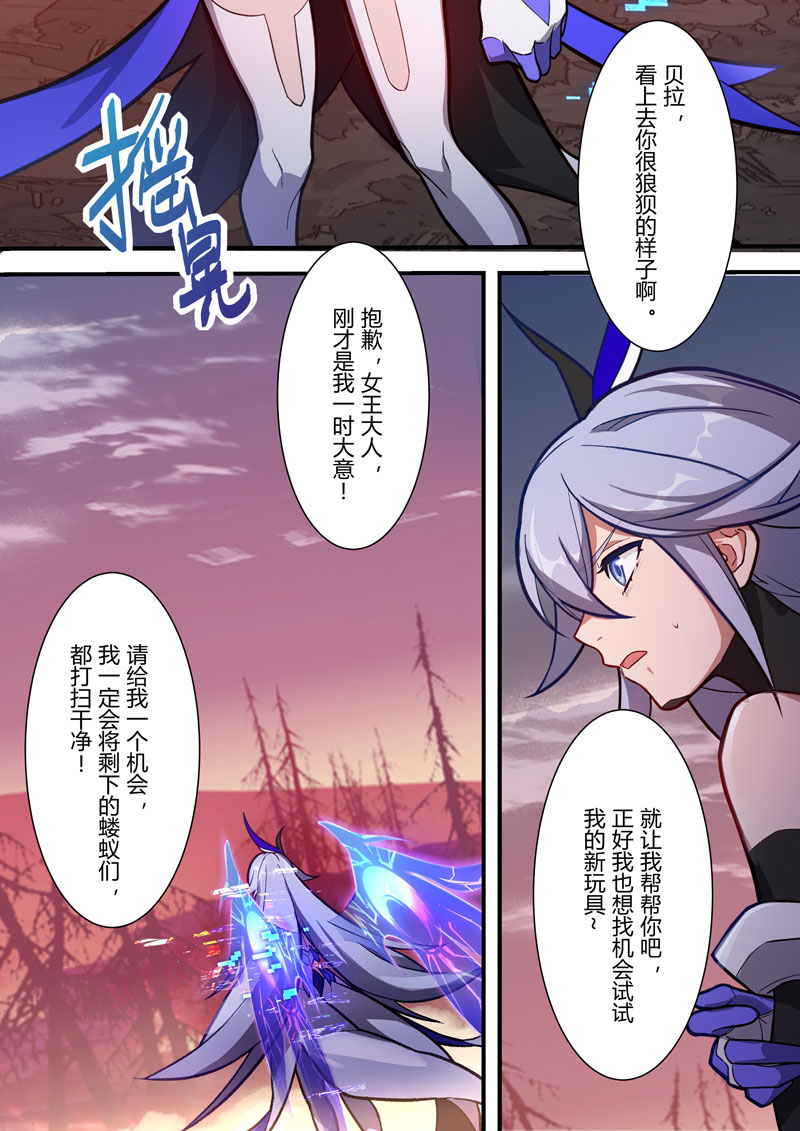 贝拉，
看上去你很狼狈的样子啊。
摇晃
抱歉，女王大人，
刚才是我一时大意！
请给我一个机会，
我一定会将剩下的蝼蚁们，
都打扫干净！
就让我帮帮你吧，
正好我也想找机会试试
我的新玩具~